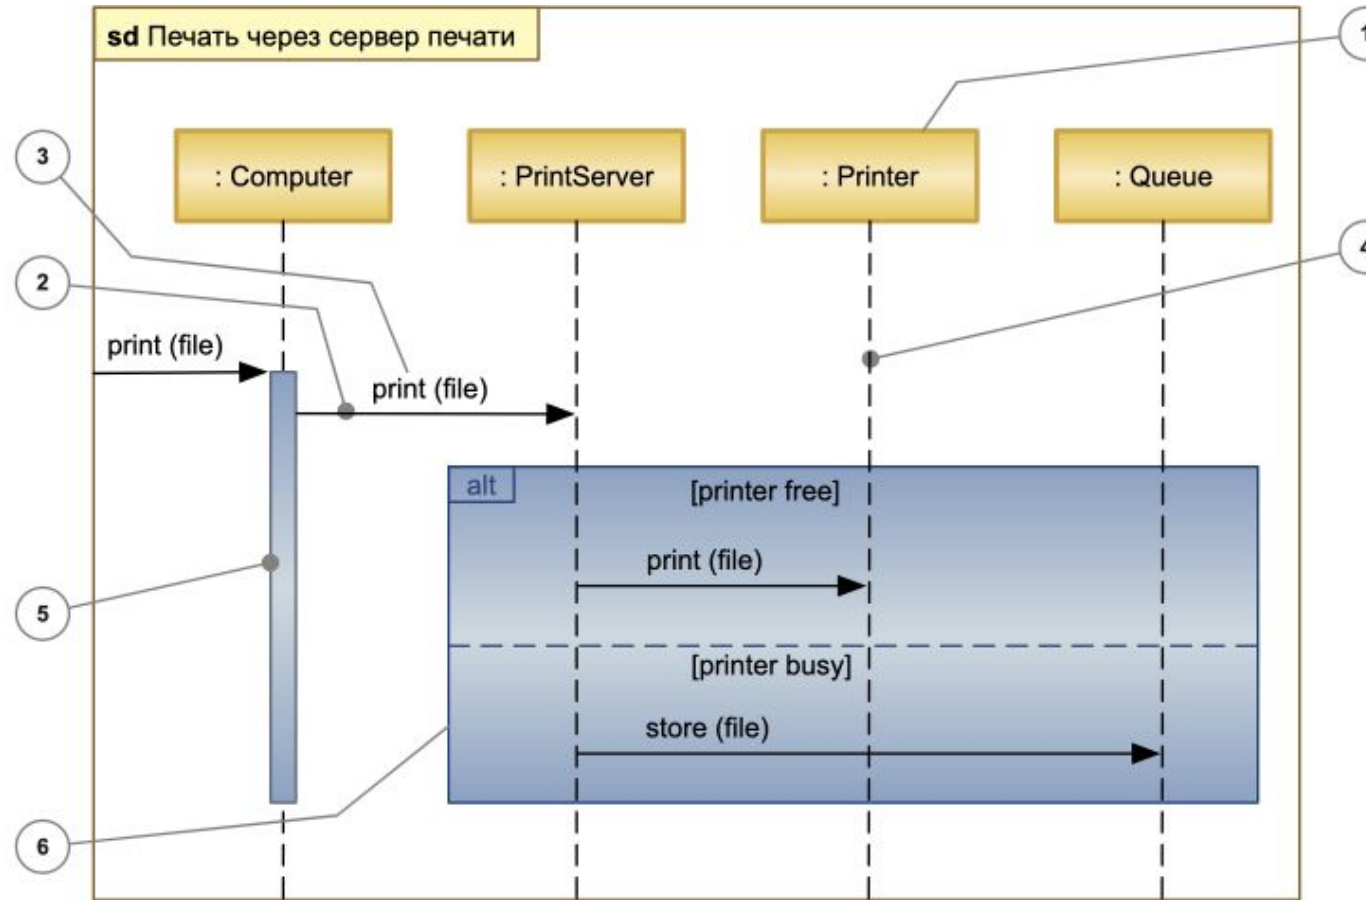 sd Печать через сервер печати
1
: Computer
: PrintServer
: Printer
: Queue
3
4
2
print (file)
print (file)
alt
[printer free]
print (file)
5
[printer busy]
store (file)
6